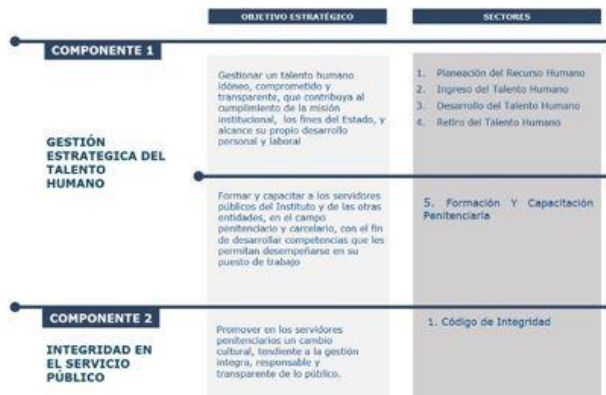 OBJETIVO ESTRATÉGICO
SECTORES
COMPONENTE 1
GESTIÓN
ESTRATEGICA DEL
TALENTO
HUMANO
Gestionar un talento humano
idóneo, comprometido y
transparente, que contribuya al
cumplimiento de la misión
institucional, los fines del Estado, y
alcance su propio desarrollo
personal y laboral
1. Planeación del Recurso Humano
2. Ingreso del Talento Humano
3. Desarrollo del Talento Humano
4. Retiro del Talento Humano
Formar y capacitar a los servidores
públicos del Instituto y de las otras
entidades, en el campo
penitenciario y carcelario, con el fin
de desarrollar competencias que les
permitan desempeñarse en su
puesto de trabajo
5. Formación Y Capacitación
Penitenciaria
COMPONENTE 2
INTEGRIDAD EN
EL SERVICIO
PÚBLICO
Promover en los servidores
penitenciarios un cambio
cultural, tendiente a la gestión
integra, responsable y
transparente de lo público.
1. Código de Integridad